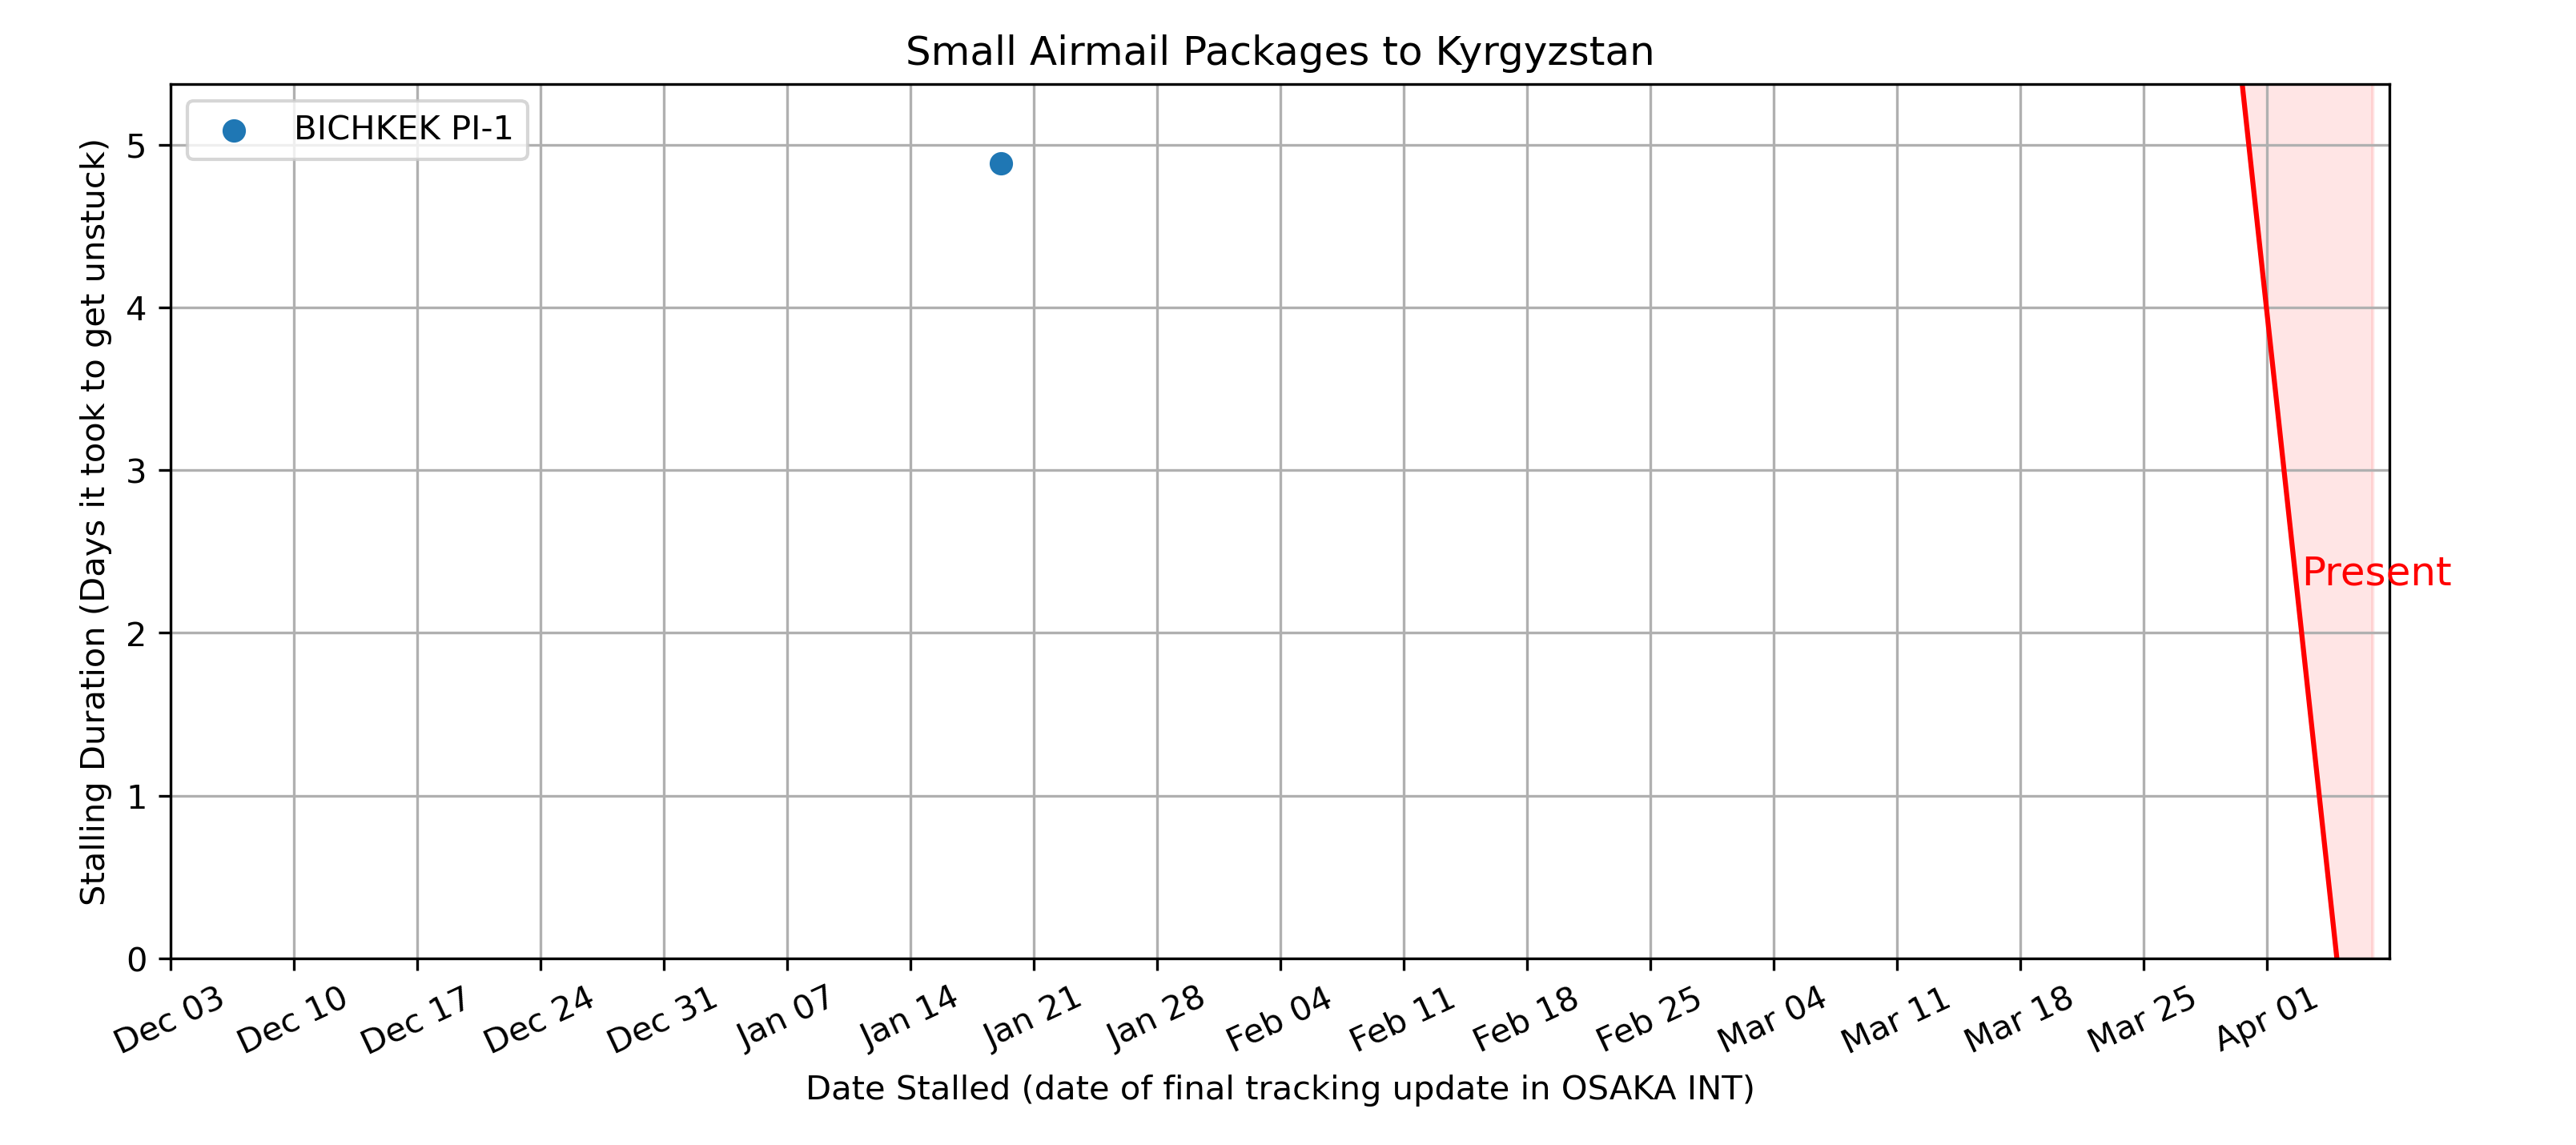 Small Airmail Packages to Kyrgyzstan
BICHKEK PI-1
Stalling Duration (Days it took to get unstuck)
5
4
3
2
1
0
Present
Dec 03
Dec 10
Dec 17
Dec 24
Dec 31
Jan 07
Jan 14
Jan 21
Jan 28
Feb 04
Feb 11
Feb 18
Feb 25
Mar 04
Mar 11
Mar 18
Mar 25
Apr 01
Date Stalled (date of final tracking update in OSAKA INT)